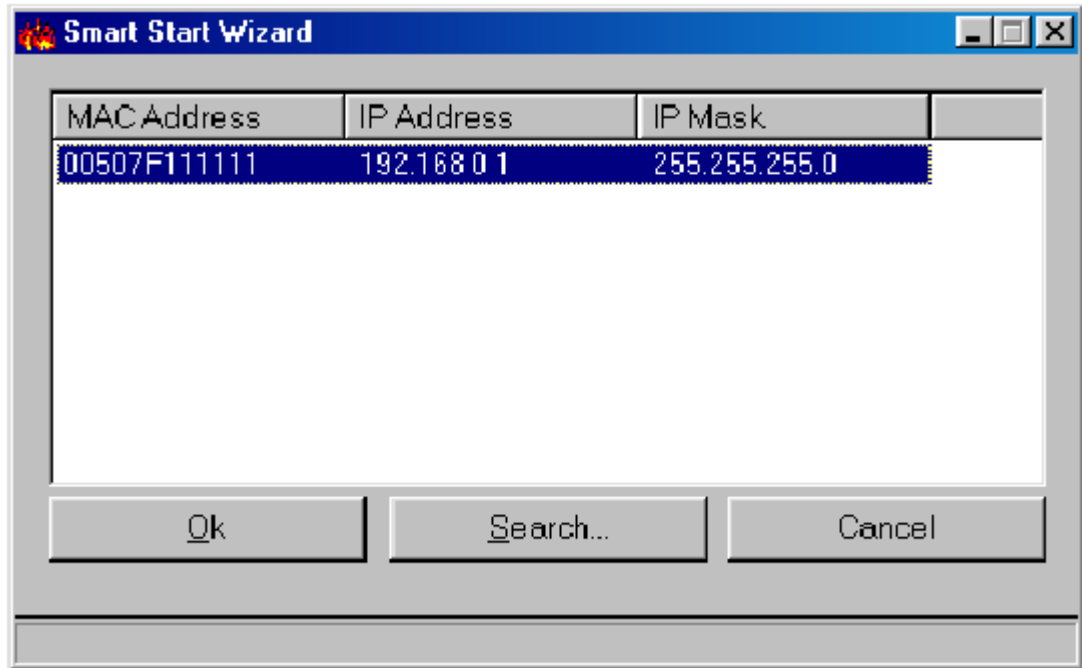 Smart Start Wizard
MAC Address IP Address IP Mask
00507F111111 192.168 0 1 255.255.255.0
Ok Search... Cancel